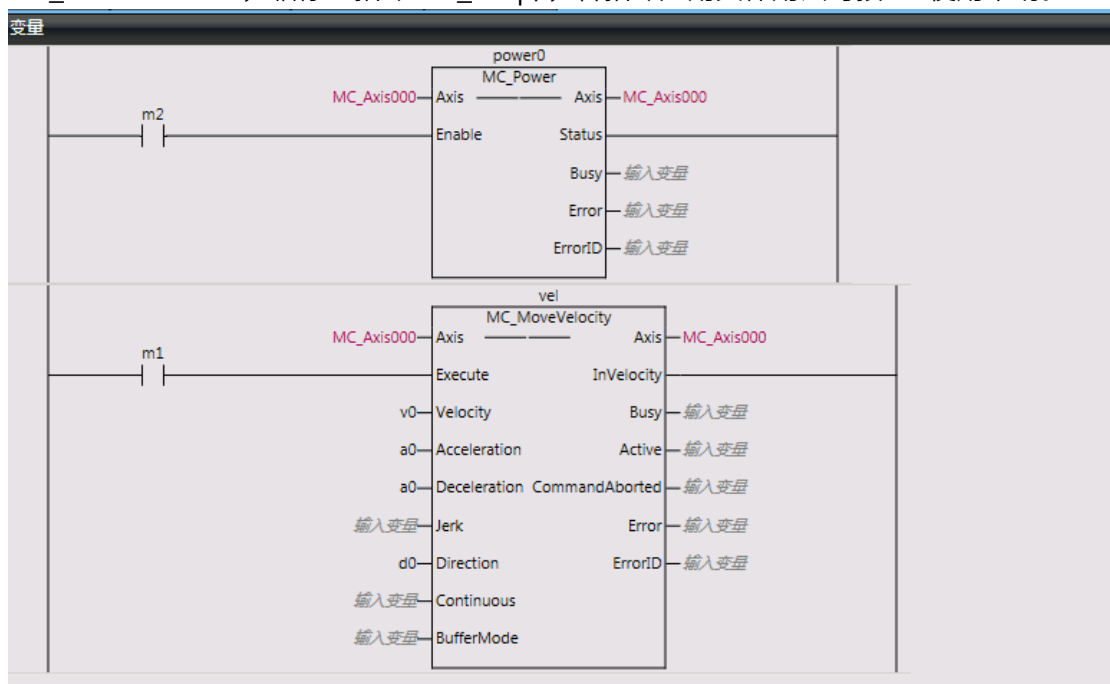 变量
power0
MC_Power
MC_Axis000 Axis Axis MC_Axis000
m2
Enable Status
Busy 输入变量
Error 输入变量
ErrorID 输入变量
vel
MC_MoveVelocity
MC_Axis000 Axis Axis MC_Axis000
m1
Execute InVelocity
v0 Velocity Busy 输入变量
a0 Acceleration Active 输入变量
a0 Deceleration CommandAborted 输入变量
输入变量 Jerk Error 输入变量
d0 Direction ErrorID 输入变量
输入变量 Continuous
输入变量 BufferMode